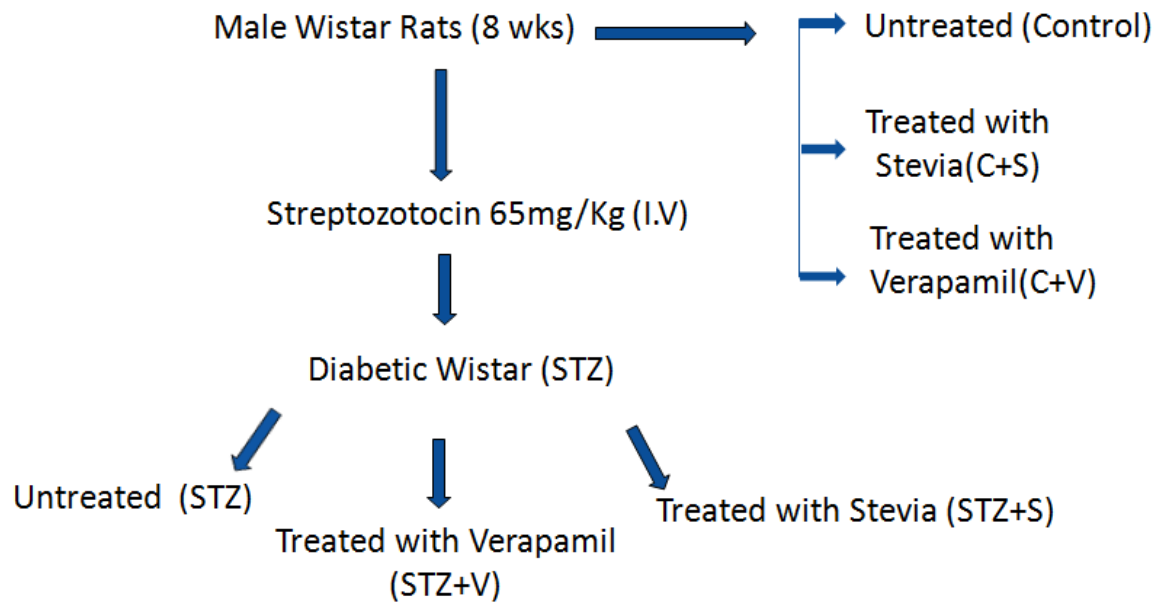 Male Wistar Rats (8 wks)
Untreated (Control)
Treated with
Stevia(C+S)
Treated with
Verapamil(C+V)
Streptozotocin 65mg/Kg (I.V)
Diabetic Wistar (STZ)
Untreated (STZ)
Treated with Verapamil
(STZ+V)
Treated with Stevia (STZ+S)